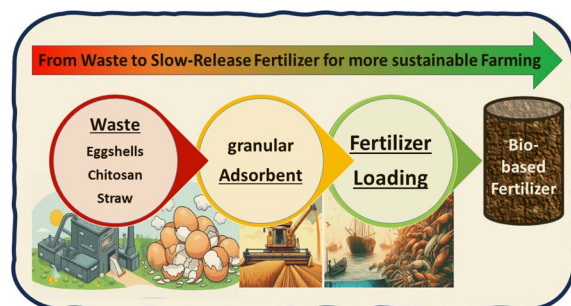 From Waste to Slow-Release Fertilizer for more sustainable Farming
Waste
Eggshells
Chitosan
Straw
granular
Adsorbent
Fertilizer
Loading
Bio-
based
Fertilizer